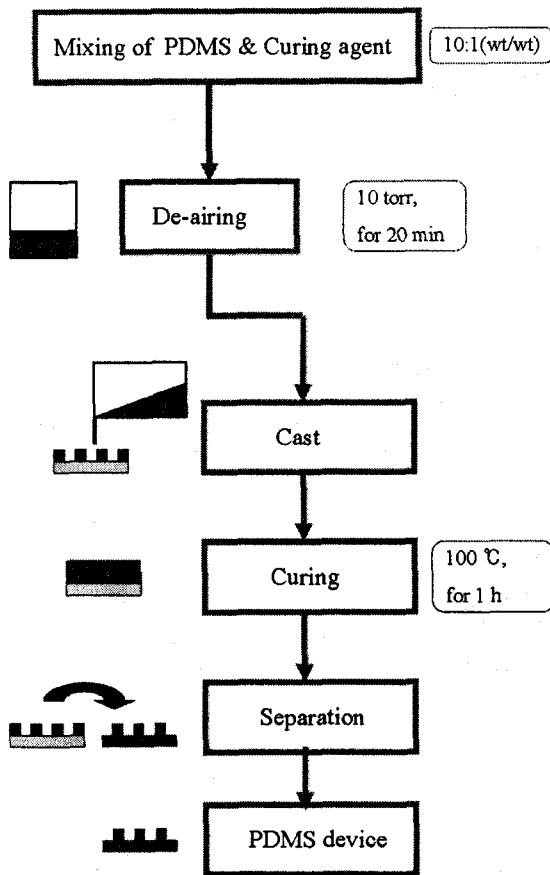 Mixing of PDMS & Curing agent
10:1(wt/wt)
De-airing
10 torr,
for 20 min
Cast
Curing
100 ℃,
for 1 h
Separation
PDMS device